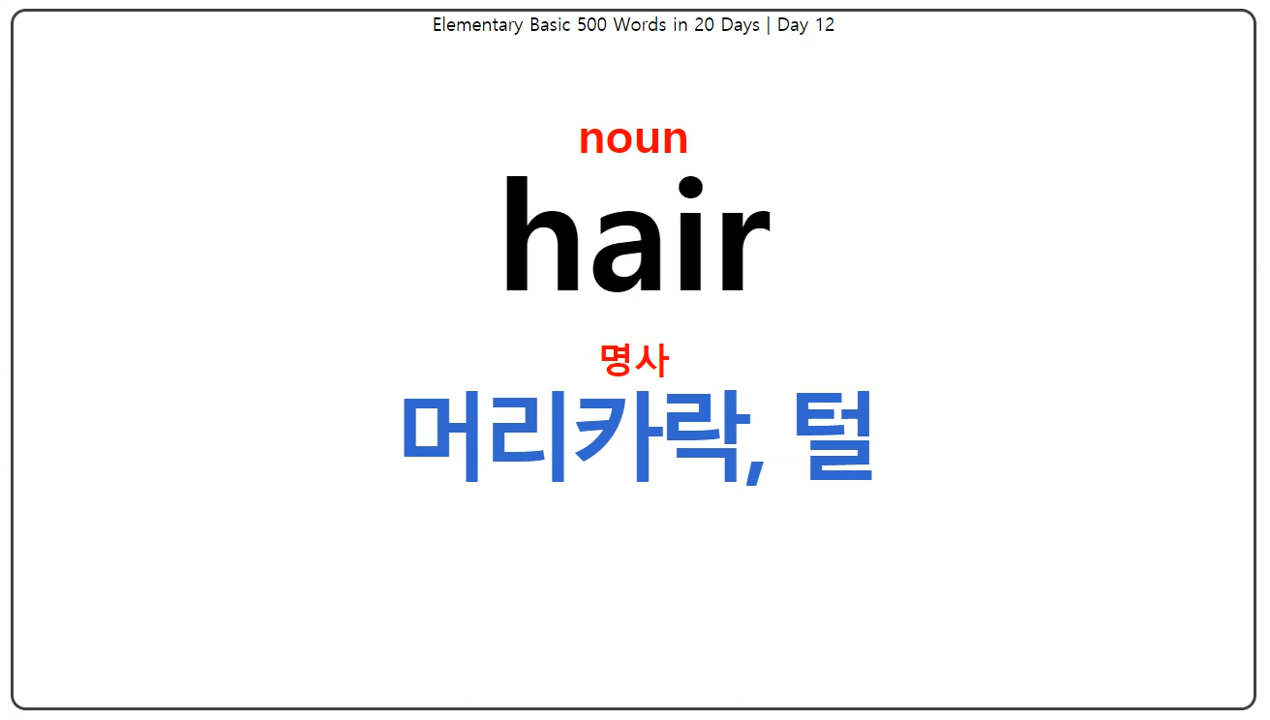 Elementary Basic 500 Words in 20 Days | Day 12
noun
hair
명사
머리카락, 털